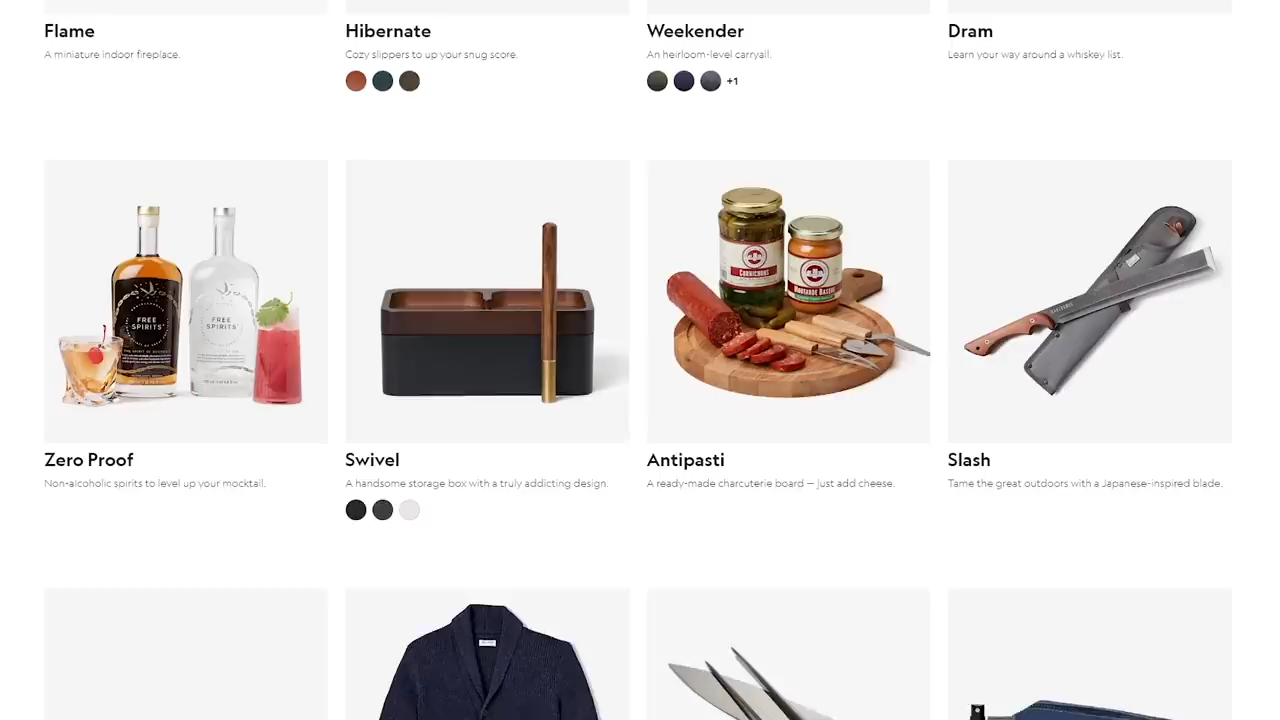 Flame
Hibernate
Weekender
Dram
A miniature indoor fireplace.
Cozy slippers to up your snug score.
An heirloom-level carryall.
Learn your way around a whiskey list.
+1
FREE
SPIRITS
FREE
SPIRITS
CORNICHONS
MOUTARDE BASQUE
Zero Proof
Swivel
Antipasti
Slash
Non-alcoholic spirits to level up your mocktail.
A handsome storage box with a truly addicting design.
A ready-made charcuterie board — just add cheese.
Tame the great outdoors with a Japanese-inspired blade.